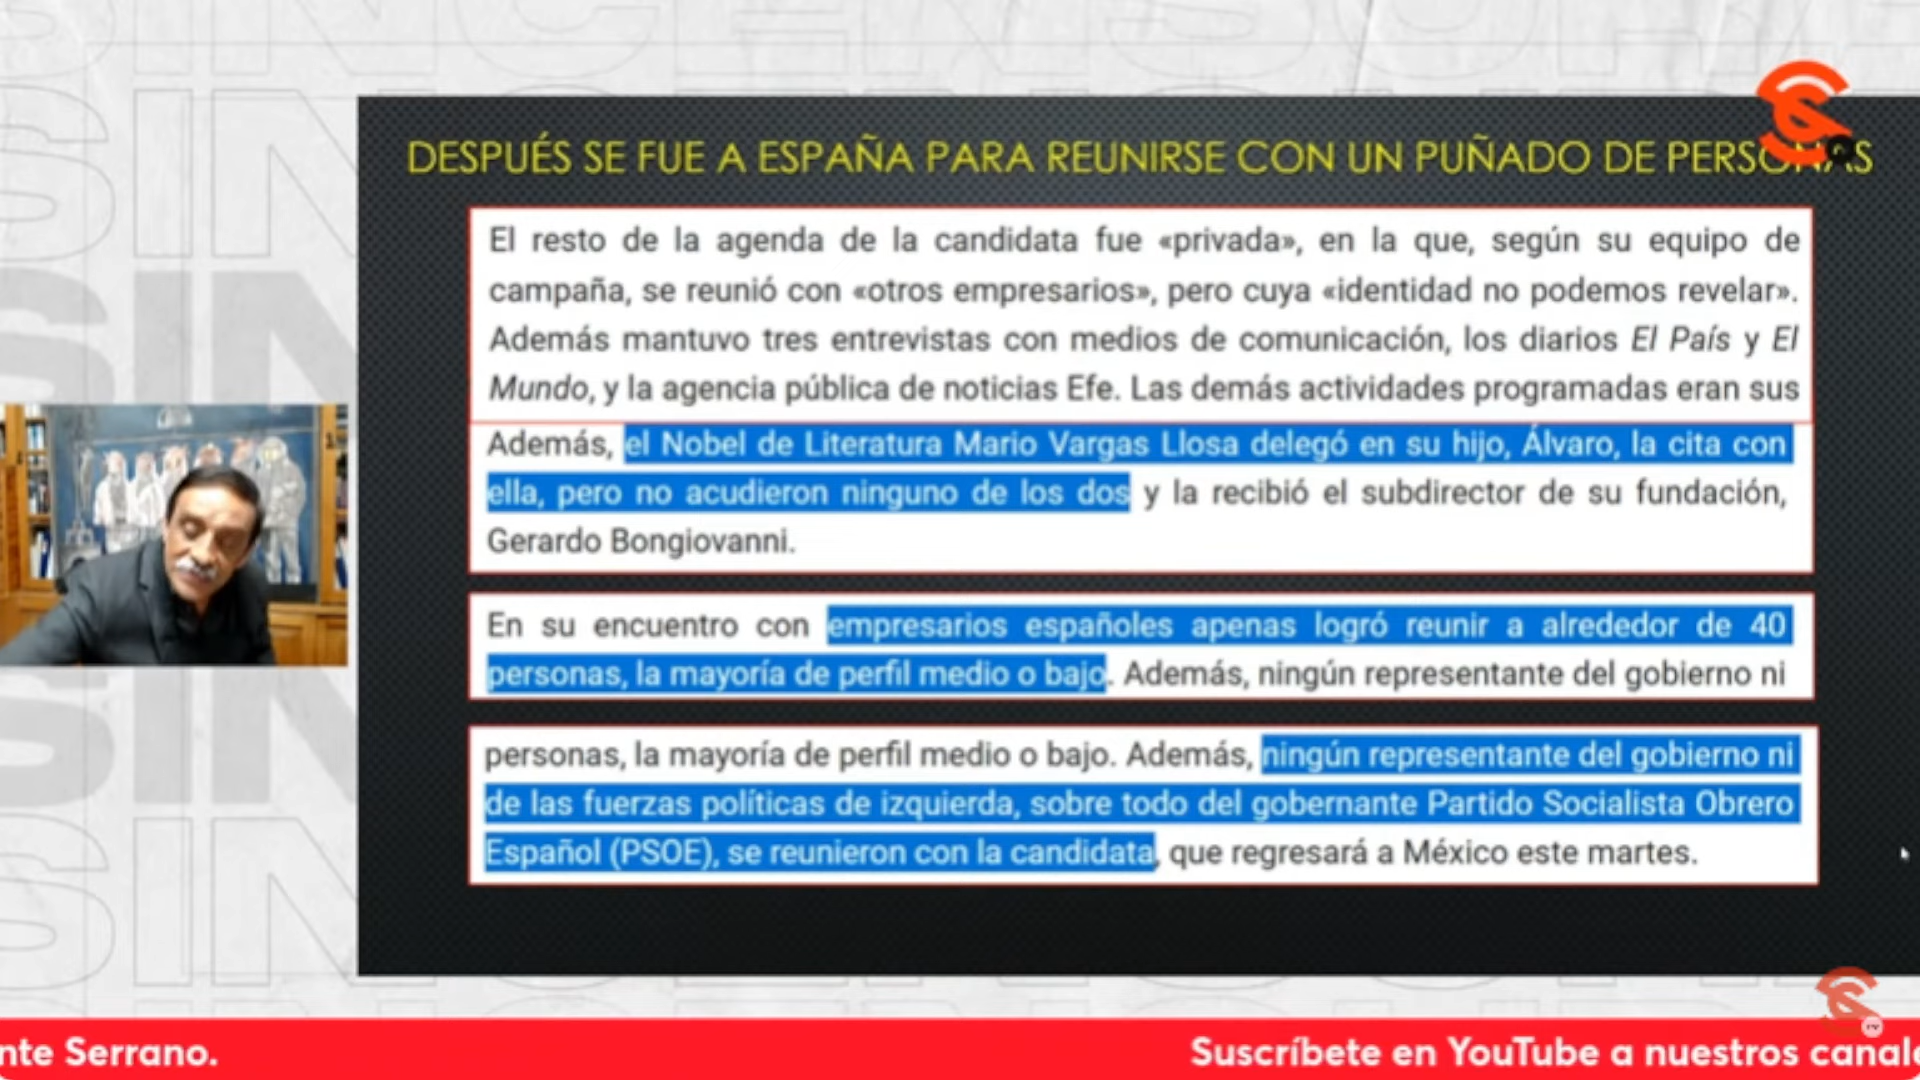 SINCENSURA
DESPUÉS SE FUE A ESPAÑA PARA REUNIRSE CON UN PUÑADO DE PERSONAS
El resto de la agenda de la candidata fue «privada», en la que, según su equipo de
campaña, se reunió con «otros empresarios», pero cuya «identidad no podemos revelar».
Además mantuvo tres entrevistas con medios de comunicación, los diarios El País y El
Mundo, y la agencia pública de noticias Efe. Las demás actividades programadas eran sus
Además, el Nobel de Literatura Mario Vargas Llosa delegó en su hijo, Álvaro, la cita con
ella, pero no acudieron ninguno de los dos y la recibió el subdirector de su fundación,
Gerardo Bongiovanni.
En su encuentro con empresarios españoles apenas logró reunir a alrededor de 40
personas, la mayoría de perfil medio o bajo. Además, ningún representante del gobierno ni
personas, la mayoría de perfil medio o bajo. Además, ningún representante del gobierno ni
de las fuerzas políticas de izquierda, sobre todo del gobernante Partido Socialista Obrero
Español (PSOE), se reunieron con la candidata, que regresará a México este martes.
nte Serrano.
Suscríbete en YouTube a nuestros canale